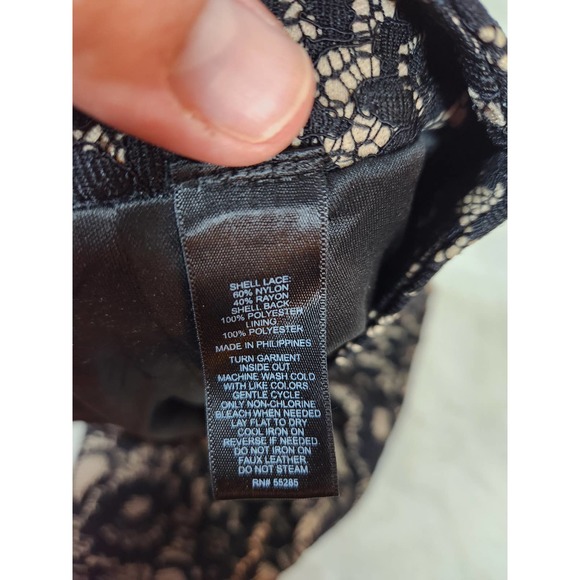 SHELL LACE:
60% NYLON
40% RAYON
SHELL BACK:
100% POLYESTER
LINING:
100% POLYESTER
MADE IN PHILIPPINES
TURN GARMENT
INSIDE OUT
MACHINE WASH COLD
WITH LIKE COLORS
GENTLE CYCLE.
ONLY NON-CHLORINE
BLEACH WHEN NEEDED
LAY FLAT TO DRY
COOL IRON ON
REVERSE IF NEEDED.
DO NOT IRON ON
FAUX LEATHER.
DO NOT STEAM
RN# 55285